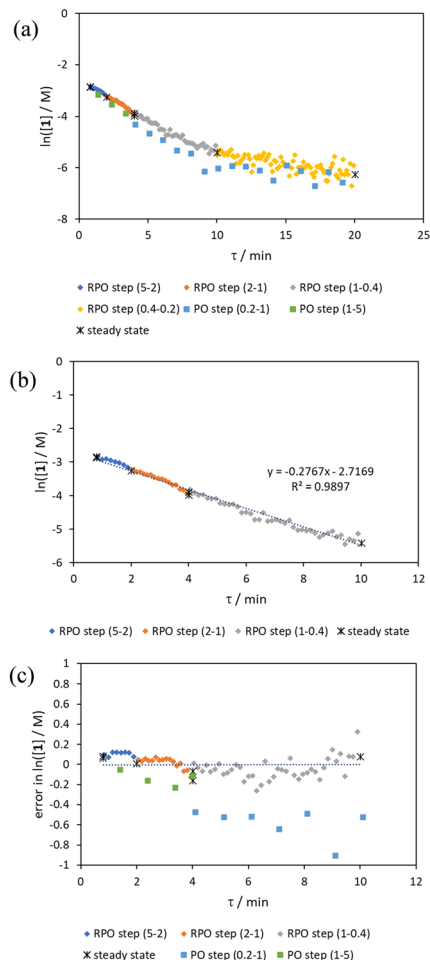 (a)
0
-2
-4
-6
-8
ln([1] / M)
0
5
10
15
20
25
τ / min
RPO step (5-2) RPO step (2-1) RPO step (1-0.4)
RPO step (0.4-0.2) PO step (0.2-1) PO step (1-5)
steady state
(b)
0
-1
-2
-3
-4
-5
-6
ln([1] / M)
y = -0.2767x - 2.7169
R² = 0.9897
0
2
4
6
8
10
12
τ / min
RPO step (5-2) RPO step (2-1) RPO step (1-0.4) steady state
(c)
1
0.8
0.6
0.4
0.2
0
-0.2
-0.4
-0.6
-0.8
-1
error in ln([1] / M)
0
2
4
6
8
10
12
τ / min
RPO step (5-2) RPO step (2-1) RPO step (1-0.4)
steady state PO step (0.2-1) PO step (1-5)